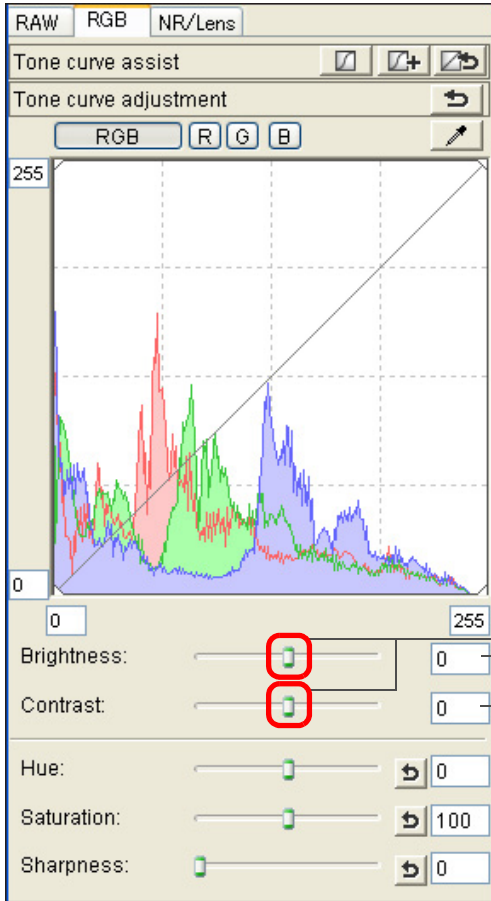 RAW RGB NR/Lens
Tone curve assist
Tone curve adjustment
RGB R G B
255
0
0 255
Brightness: 0
Contrast: 0
Hue: 0
Saturation: 100
Sharpness: 0